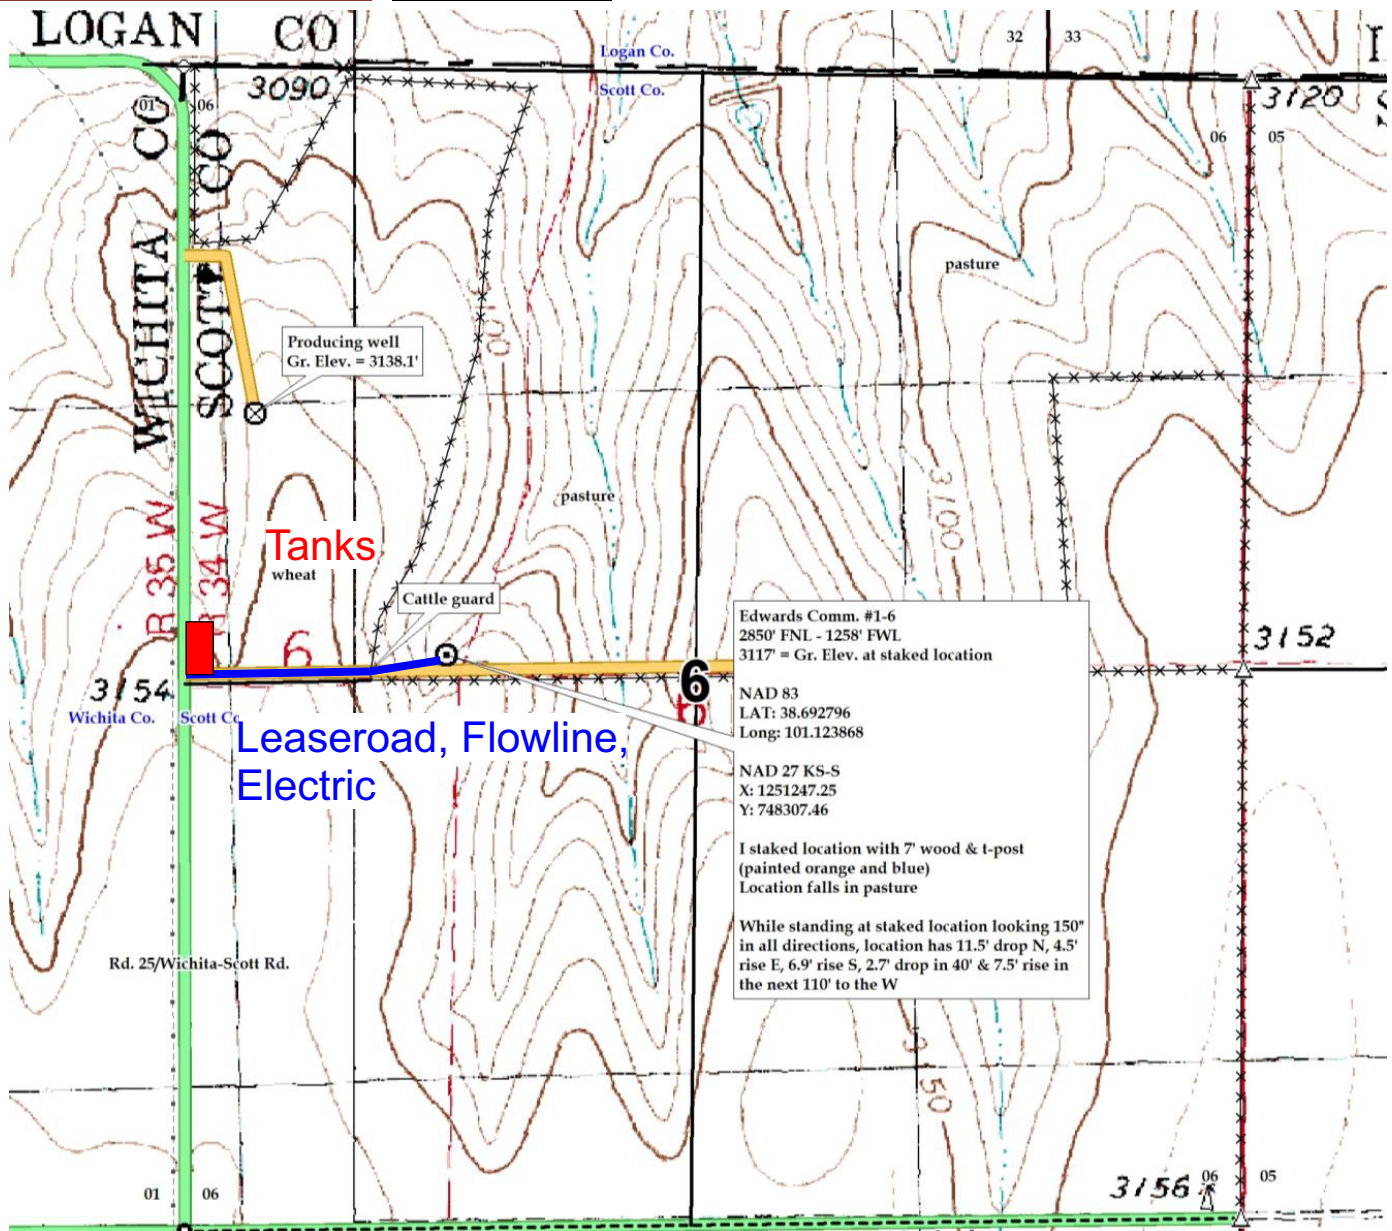 LOGAN CO
Logan Co.
Scott Co.
32
33
3090
3120
01
06
06
05
WICHITA CO
SCOTT CO
pasture
Producing well
Gr. Elev. = 3138.1'
3100
pasture
3100
R 35 W
R 34 W
Tanks
wheat
Cattle guard
6
3154
3152
6
6
Wichita Co.
Scott Co
Leaseroad, Flowline,
Electric
Edwards Comm. #1-6
2850' FNL - 1258' FWL
3117' = Gr. Elev. at staked location
NAD 83
LAT: 38.692796
Long: 101.123868
NAD 27 KS-S
X: 1251247.25
Y: 748307.46
I staked location with 7' wood & t-post
(painted orange and blue)
Location falls in pasture
While standing at staked location looking 150"
in all directions, location has 11.5' drop N, 4.5'
rise E, 6.9' rise S, 2.7' drop in 40' & 7.5' rise in
the next 110' to the W
Rd. 25/Wichita-Scott Rd.
3150
01
06
3156
06
05